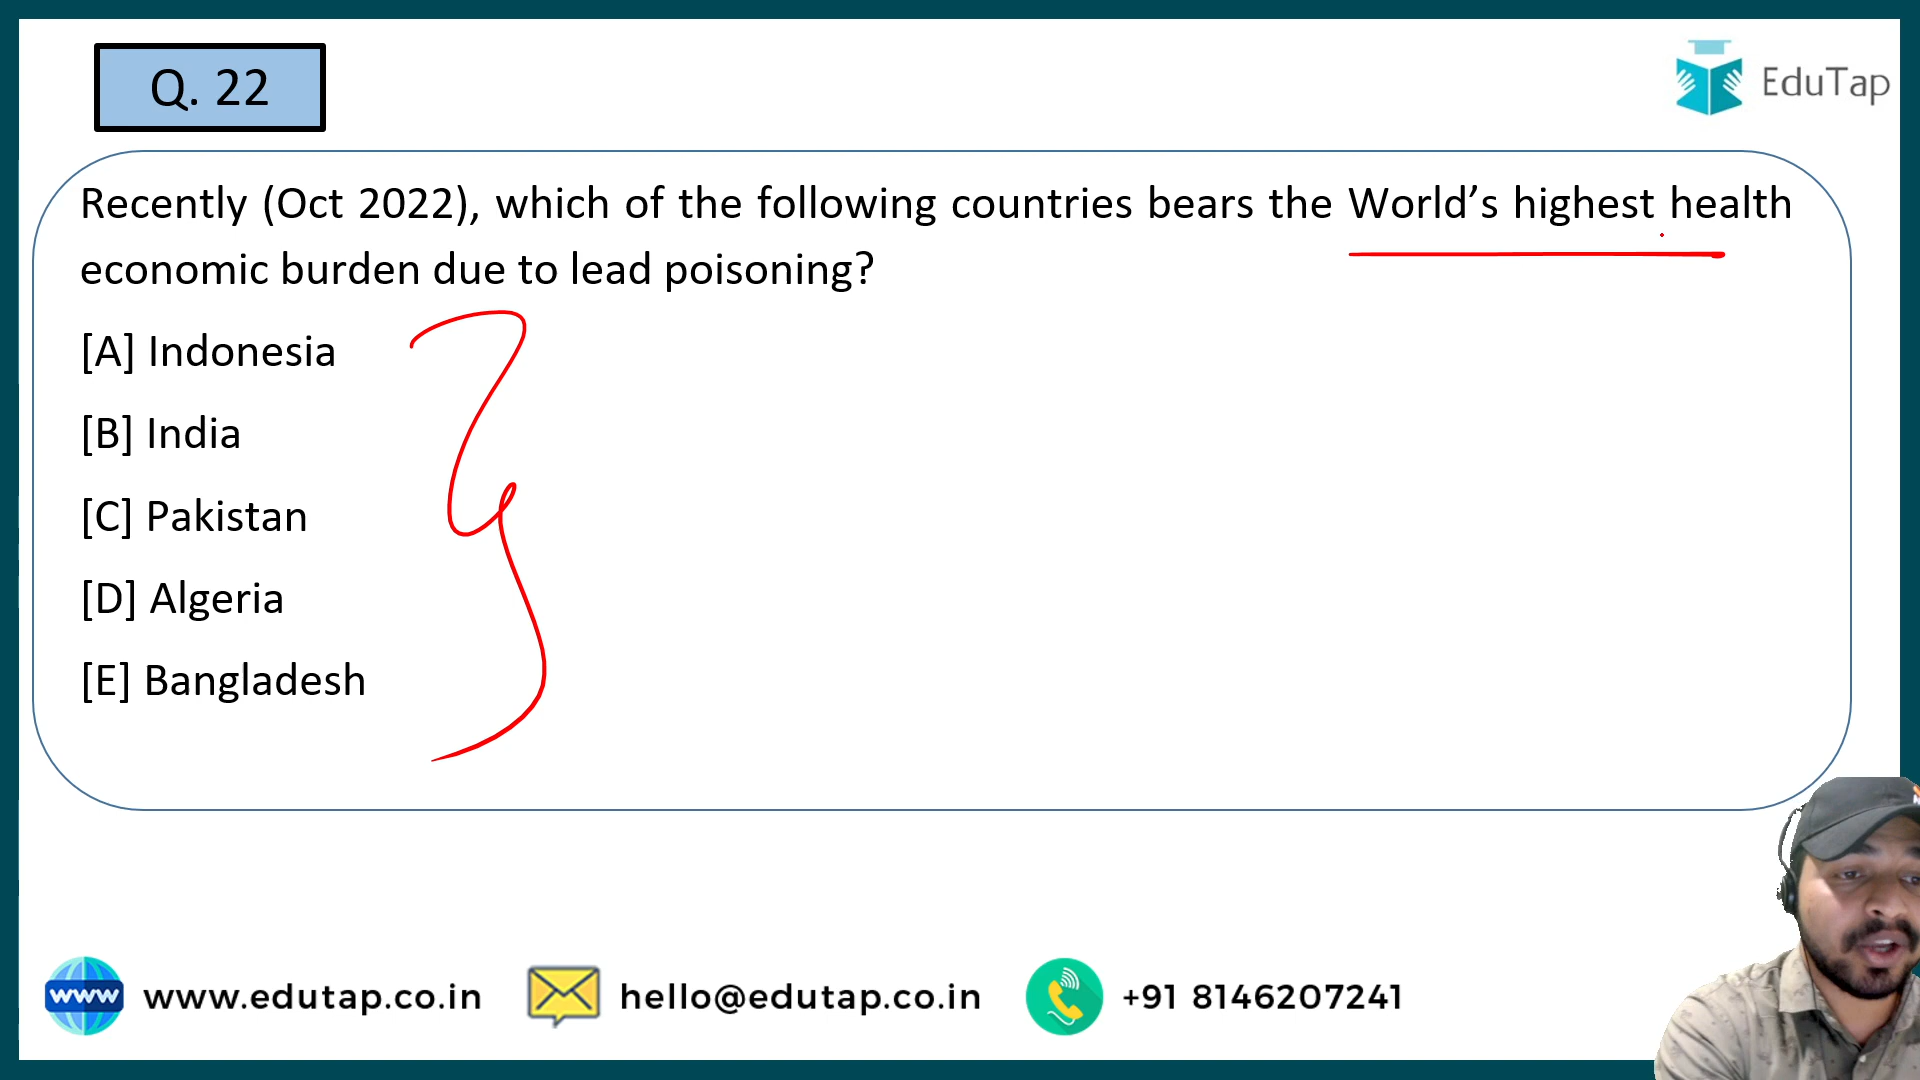 Q. 22
EduTap
Recently (Oct 2022), which of the following countries bears the World’s highest health
economic burden due to lead poisoning?
[A] Indonesia
[B] India
[C] Pakistan
[D] Algeria
[E] Bangladesh
www www.edutap.co.in hello@edutap.co.in +91 8146207241